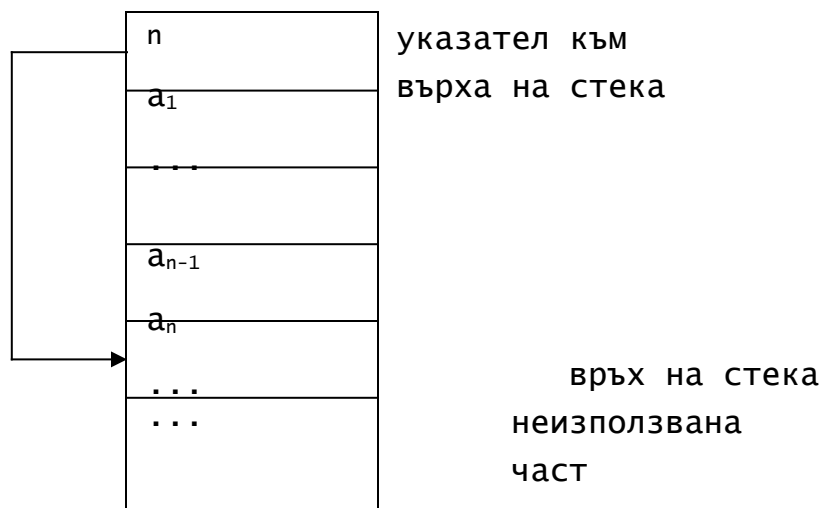 n
указател към
върха на стека
a₁
...
aₙ₋₁
aₙ
връх на стека
...
...
неизползвана
част